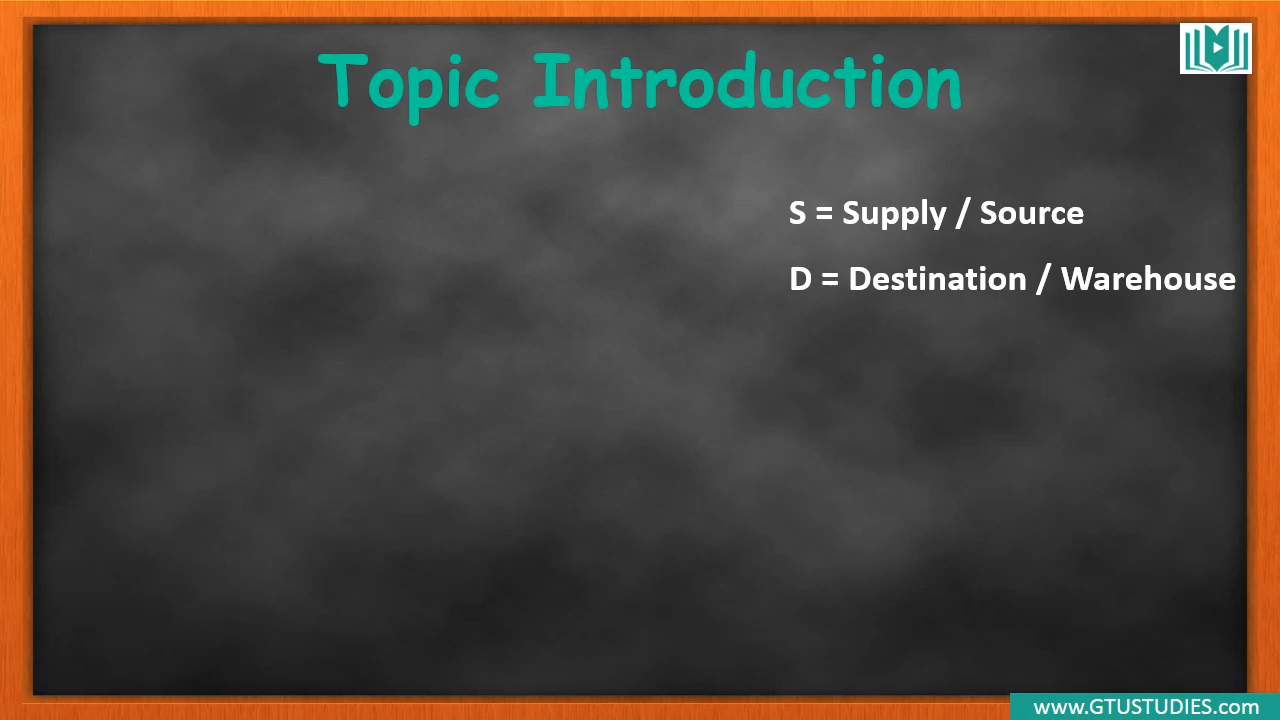 Topic Introduction
S = Supply / Source
D = Destination / Warehouse
www.GTUSTUDIES.com